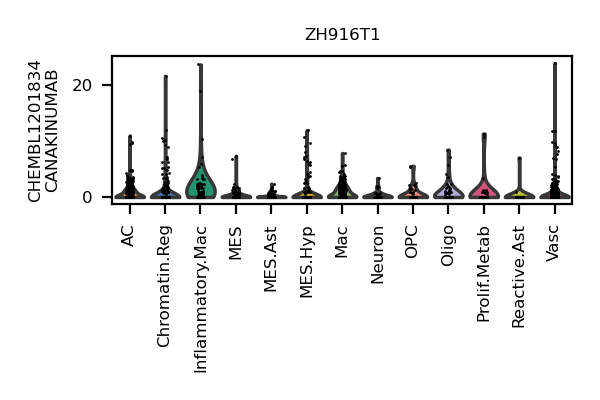 ZH916T1
CHEMBL1201834
CANAKINUMAB
20
0
AC
Chromatin.Reg
Inflammatory.Mac
MES
MES.Ast
MES.Hyp
Mac
Neuron
OPC
Oligo
Prolif.Metab
Reactive.Ast
Vasc